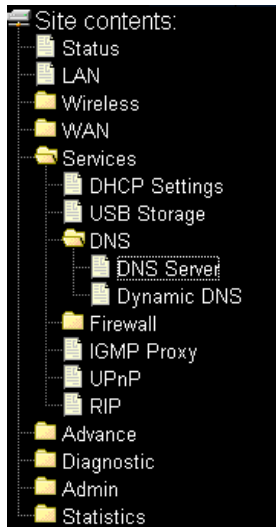 Site contents:
Status
LAN
Wireless
WAN
Services
DHCP Settings
USB Storage
DNS
DNS Server
Dynamic DNS
Firewall
IGMP Proxy
UPnP
RIP
Advance
Diagnostic
Admin
Statistics